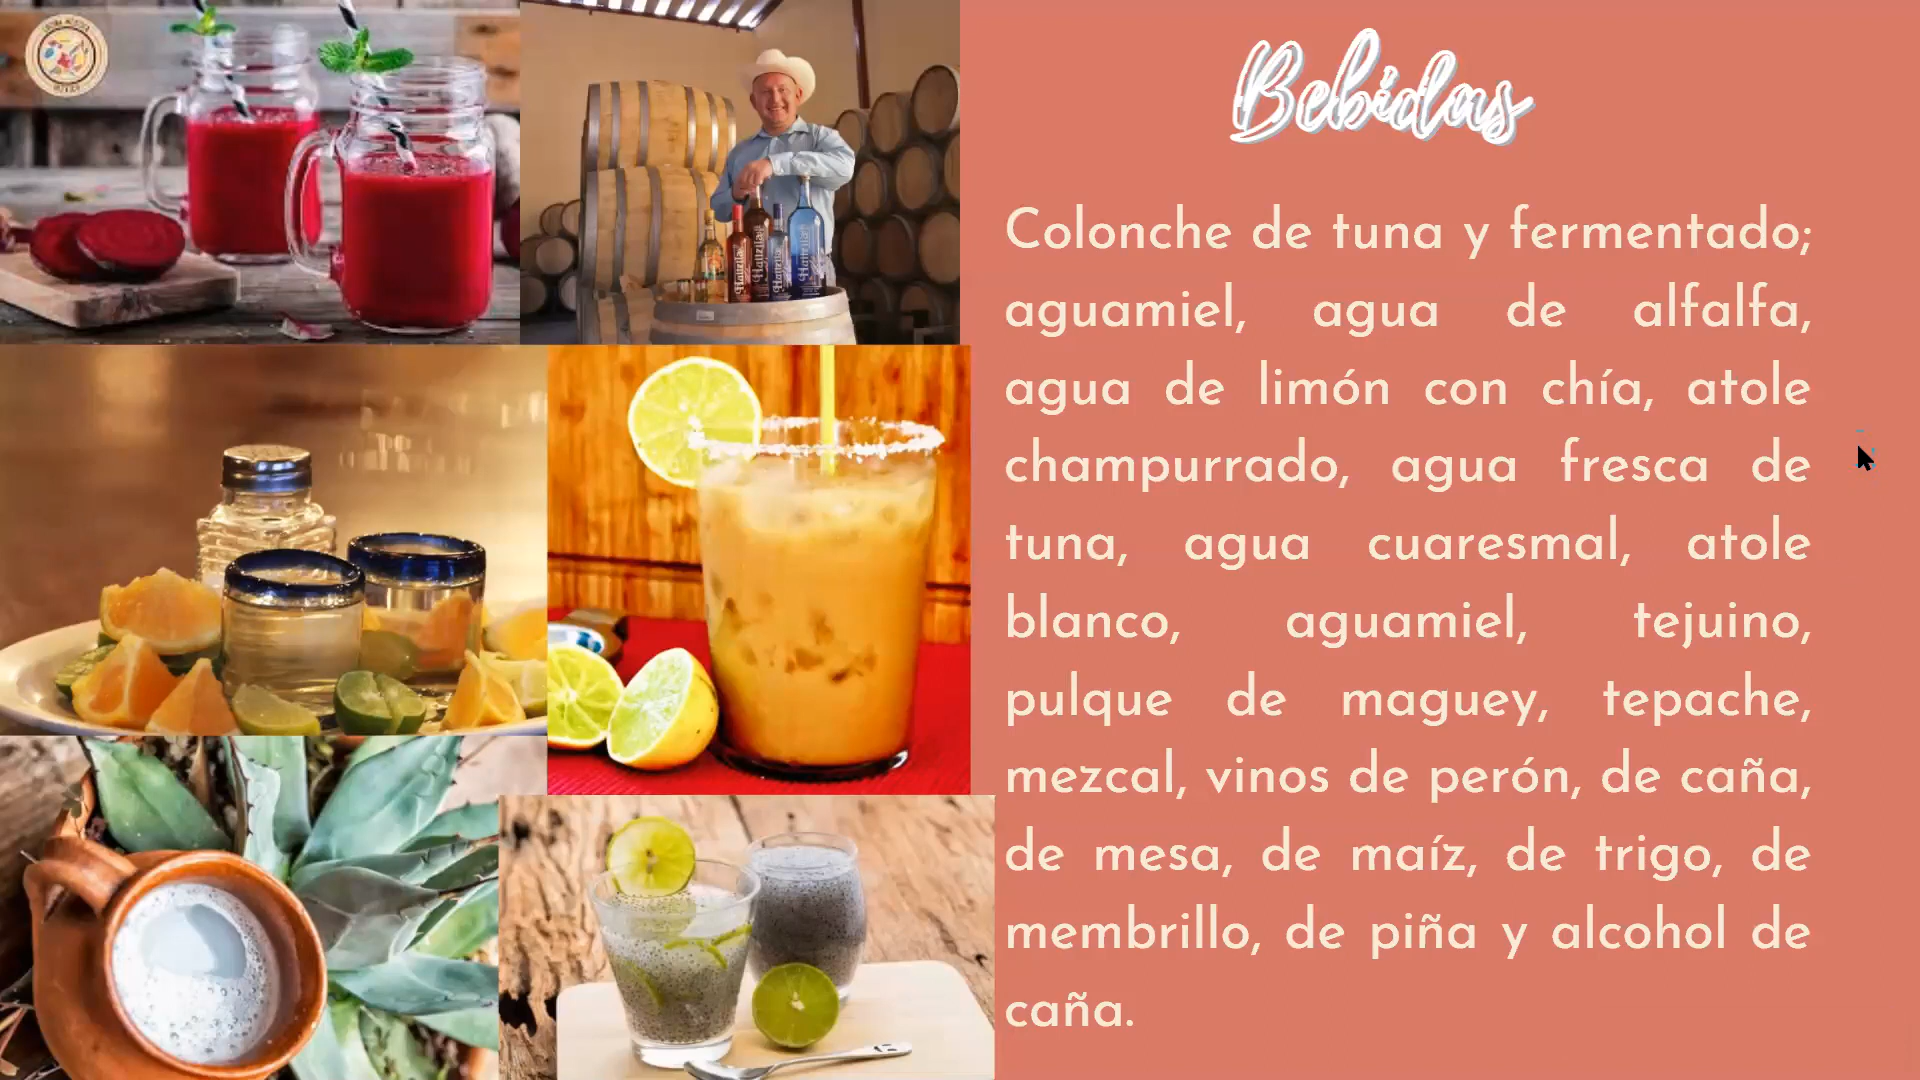 Bebidas
Colonche de tuna y fermentado;
aguamiel, agua de alfalfa,
agua de limón con chía, atole
champurrado, agua fresca de
tuna, agua cuaresmal, atole
blanco, aguamiel, tejuino,
pulque de maguey, tepache,
mezcal, vinos de perón, de caña,
de mesa, de maíz, de trigo, de
membrillo, de piña y alcohol de
caña.